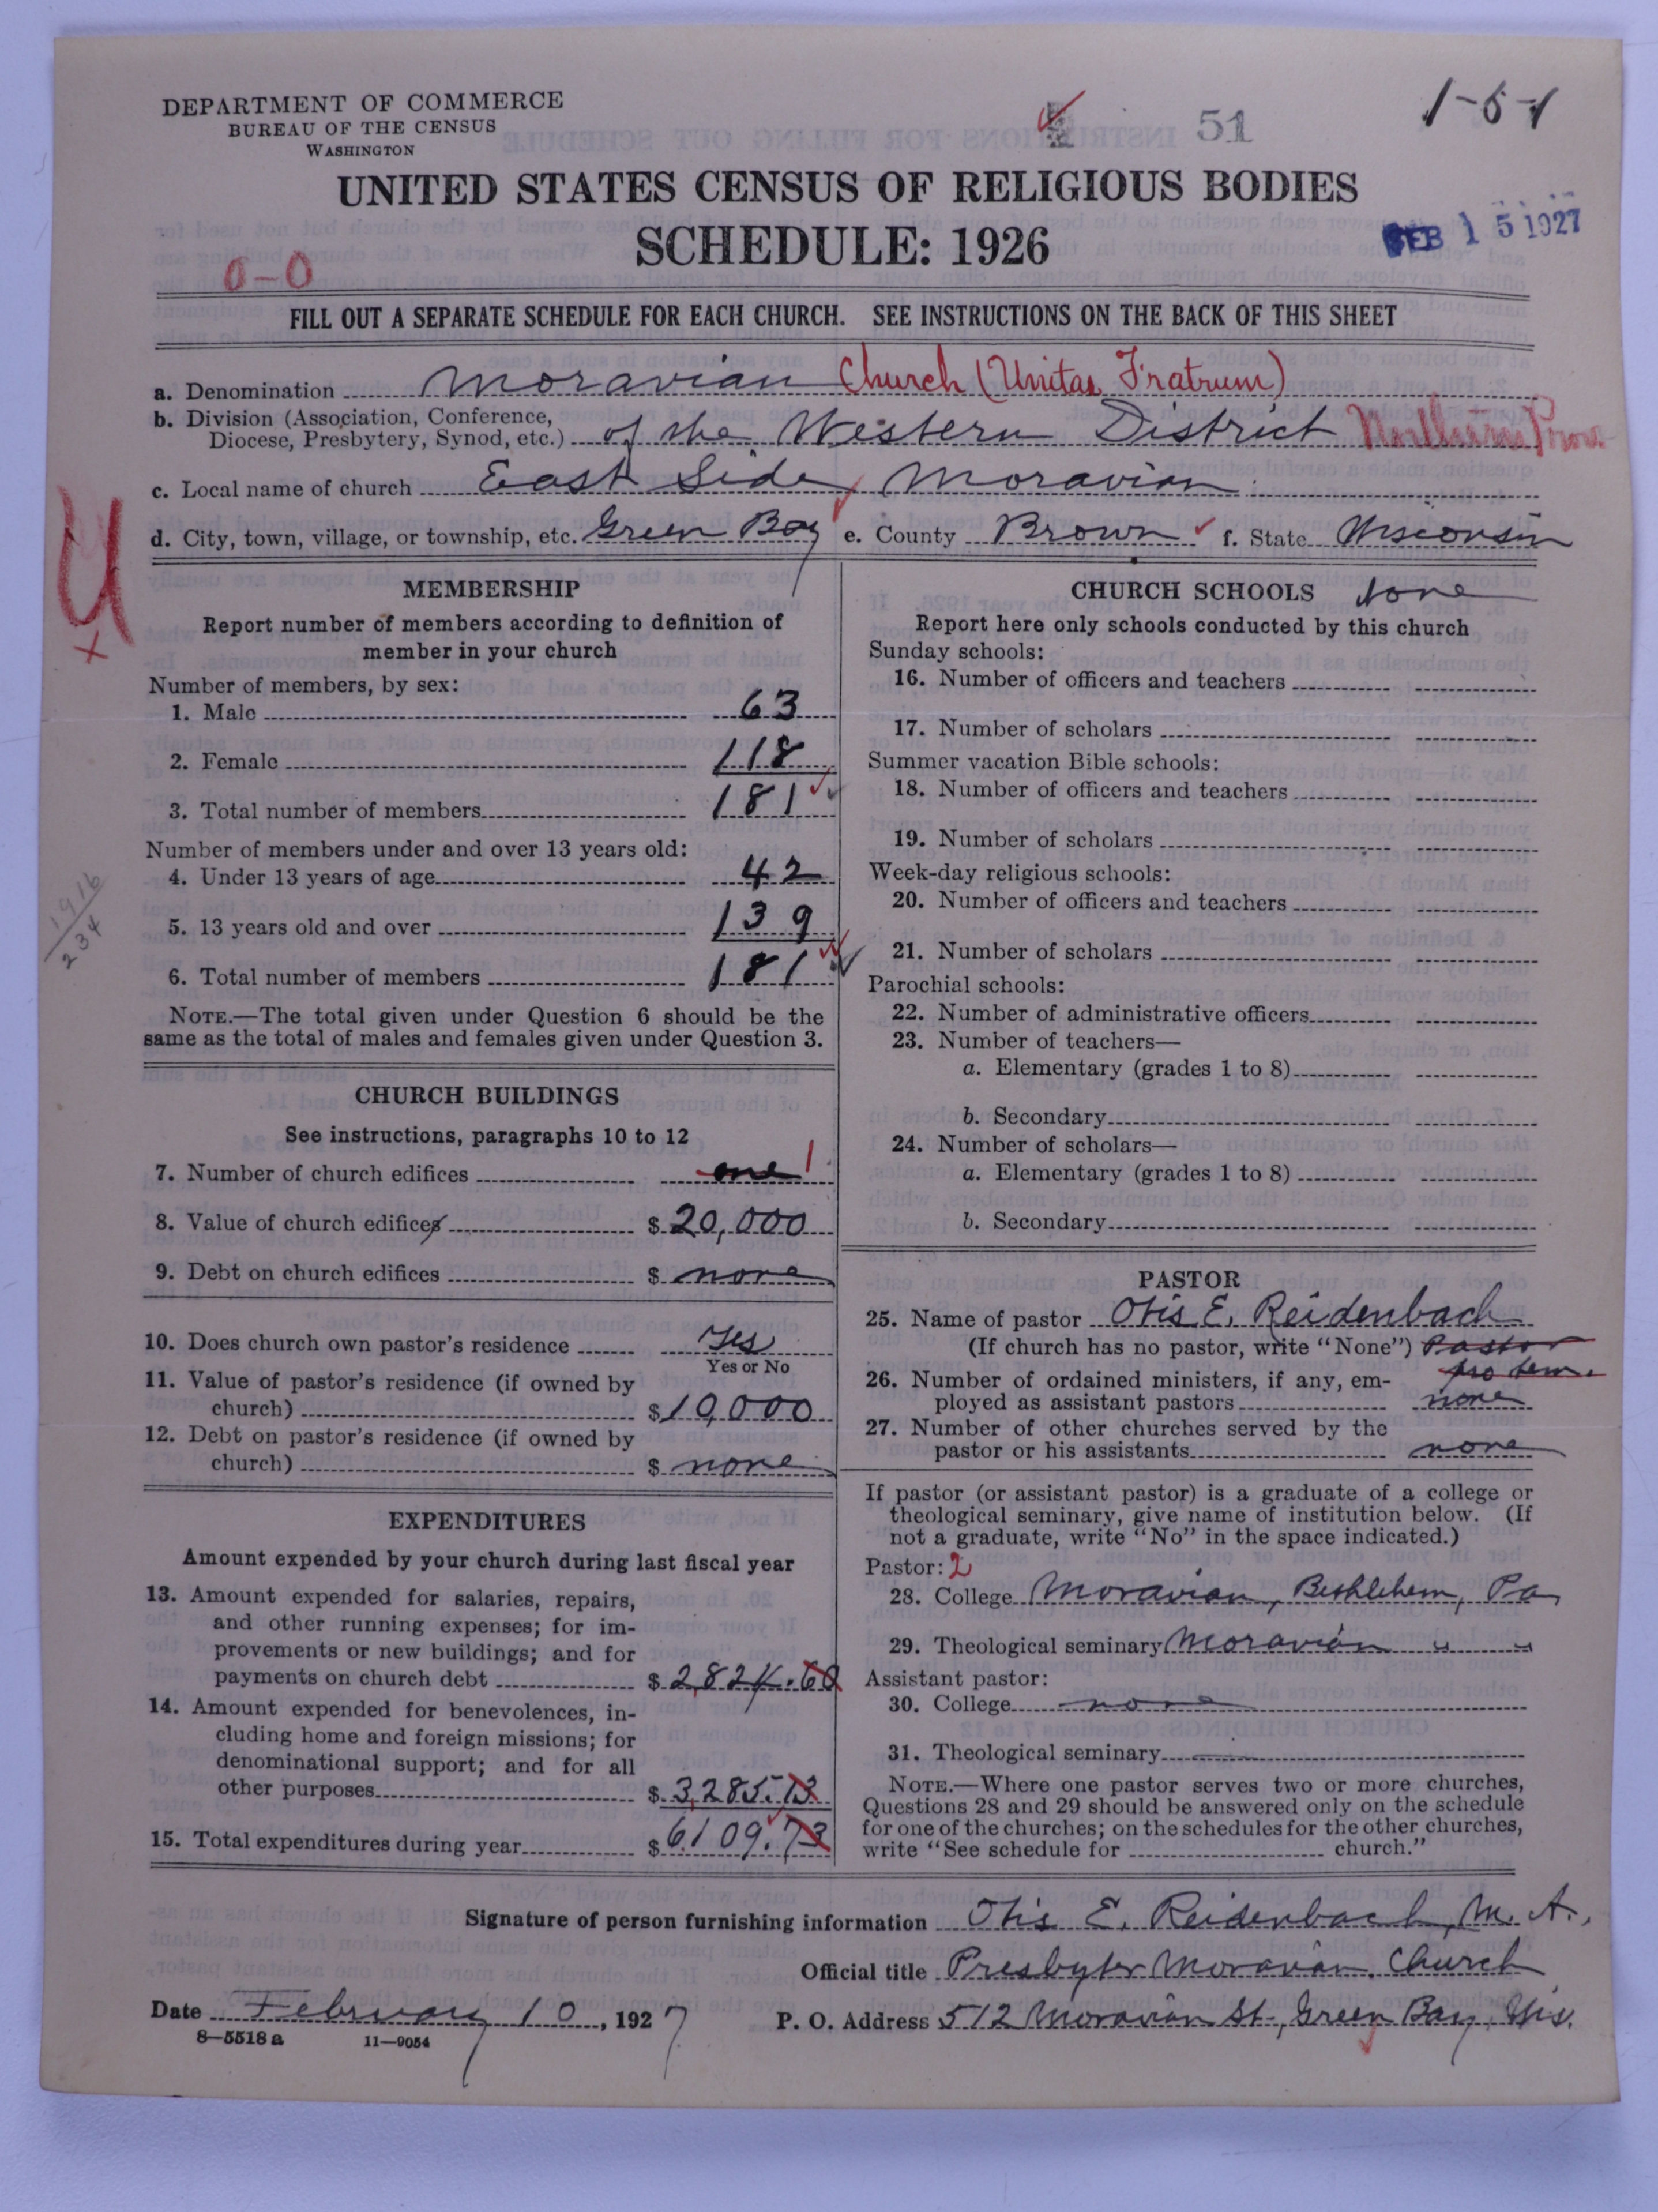 DEPARTMENT OF COMMERCE
BUREAU OF THE CENSUS
WASHINGTON
51
1-5-1
UNITED STATES CENSUS OF RELIGIOUS BODIES
SCHEDULE: 1926
FEB 15 1927
0-0
FILL OUT A SEPARATE SCHEDULE FOR EACH CHURCH. SEE INSTRUCTIONS ON THE BACK OF THIS SHEET
a. Denomination Moravian Church (Unitas Fratrum)
b. Division (Association, Conference,
Diocese, Presbytery, Synod, etc.) of the Western District Northern Prov.
c. Local name of church East Side Moravian
d. City, town, village, or township, etc. Green Bay e. County Brown f. State Wisconsin
MEMBERSHIP
Report number of members according to definition of
member in your church
Number of members, by sex:
1. Male 63
2. Female 118
3. Total number of members 181
Number of members under and over 13 years old:
4. Under 13 years of age 42
1916
234
5. 13 years old and over 139
6. Total number of members 181
NOTE.—The total given under Question 6 should be the
same as the total of males and females given under Question 3.
CHURCH BUILDINGS
See instructions, paragraphs 10 to 12
7. Number of church edifices one 1
8. Value of church edifices $ 20,000
9. Debt on church edifices $ none
10. Does church own pastor's residence Yes
Yes or No
11. Value of pastor's residence (if owned by
church) $ 10,000
12. Debt on pastor's residence (if owned by
church) $ none
EXPENDITURES
Amount expended by your church during last fiscal year
13. Amount expended for salaries, repairs,
and other running expenses; for im-
provements or new buildings; and for
payments on church debt $ 2,824.60
14. Amount expended for benevolences, in-
cluding home and foreign missions; for
denominational support; and for all
other purposes $ 3,285.13
15. Total expenditures during year $ 6109.73
CHURCH SCHOOLS None
Report here only schools conducted by this church
Sunday schools:
16. Number of officers and teachers
17. Number of scholars
Summer vacation Bible schools:
18. Number of officers and teachers
19. Number of scholars
Week-day religious schools:
20. Number of officers and teachers
21. Number of scholars
Parochial schools:
22. Number of administrative officers
23. Number of teachers—
a. Elementary (grades 1 to 8)
b. Secondary
24. Number of scholars—
a. Elementary (grades 1 to 8)
b. Secondary
PASTOR
25. Name of pastor Otis E. Reidenbach
(If church has no pastor, write "None") Pastor
pro tem.
26. Number of ordained ministers, if any, em-
ployed as assistant pastors none
27. Number of other churches served by the
pastor or his assistants none
If pastor (or assistant pastor) is a graduate of a college or
theological seminary, give name of institution below. (If
not a graduate, write "No" in the space indicated.)
Pastor: 2
28. College Moravian, Bethlehem, Pa,
29. Theological seminary Moravian " "
Assistant pastor:
30. College none
31. Theological seminary
NOTE.—Where one pastor serves two or more churches,
Questions 28 and 29 should be answered only on the schedule
for one of the churches; on the schedules for the other churches,
write "See schedule for church."
Signature of person furnishing information Otis E. Reidenbach, M. A.,
Official title Presbyter Moravian Church
Date February 10, 1927 P. O. Address 512 Moravian St., Green Bay, Wis.
8—5518 a 11—9054